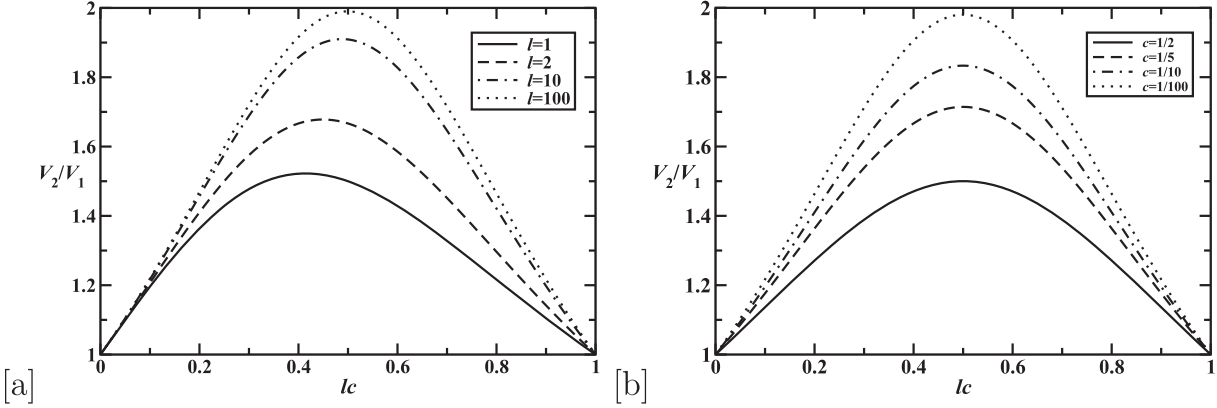 2
1.8
1.6
V2/V1
1.4
1.2
1
0 0.2 0.4 0.6 0.8 1
lc
l=1
l=2
l=10
l=100
[a]
2
1.8
1.6
V2/V1
1.4
1.2
1
0 0.2 0.4 0.6 0.8 1
lc
c=1/2
c=1/5
c=1/10
c=1/100
[b]